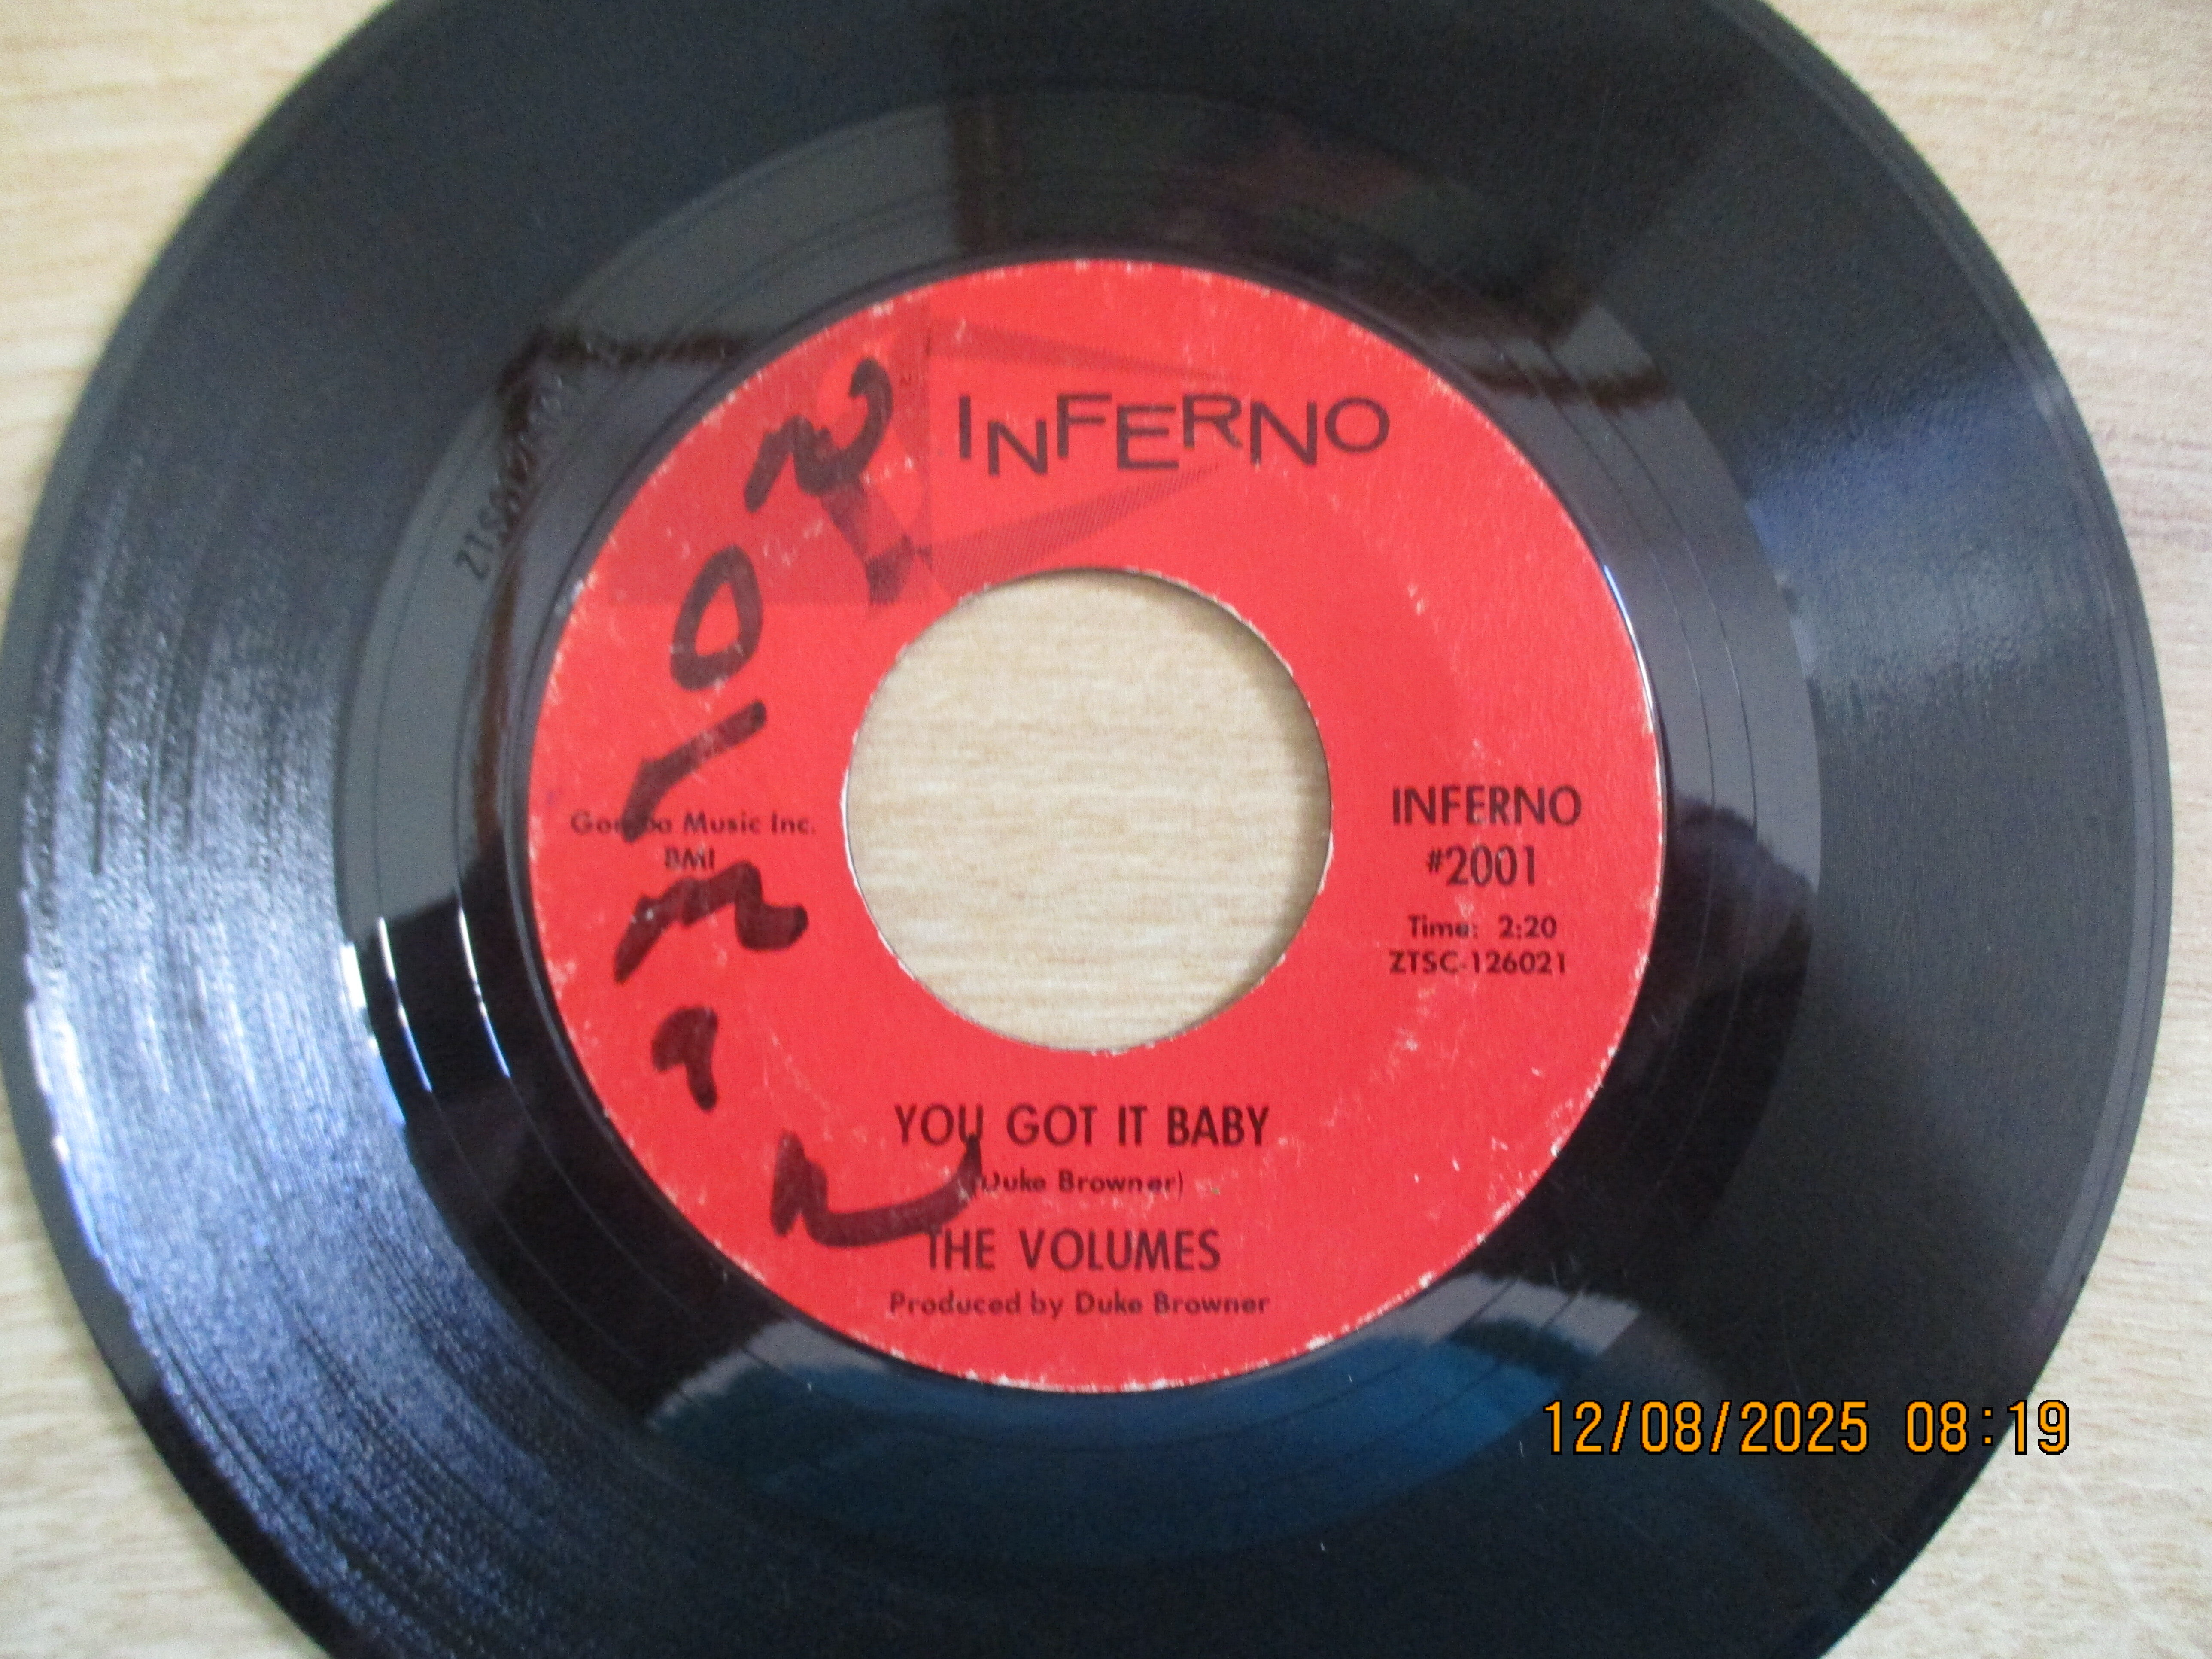 INFERNO
INFERNO
#2001
Time: 2:20
ZTSC-126021
Music Inc.
BMI
YOU GOT IT BABY
(Duke Browner)
THE VOLUMES
Produced by Duke Browner
12/08/2025 08:19